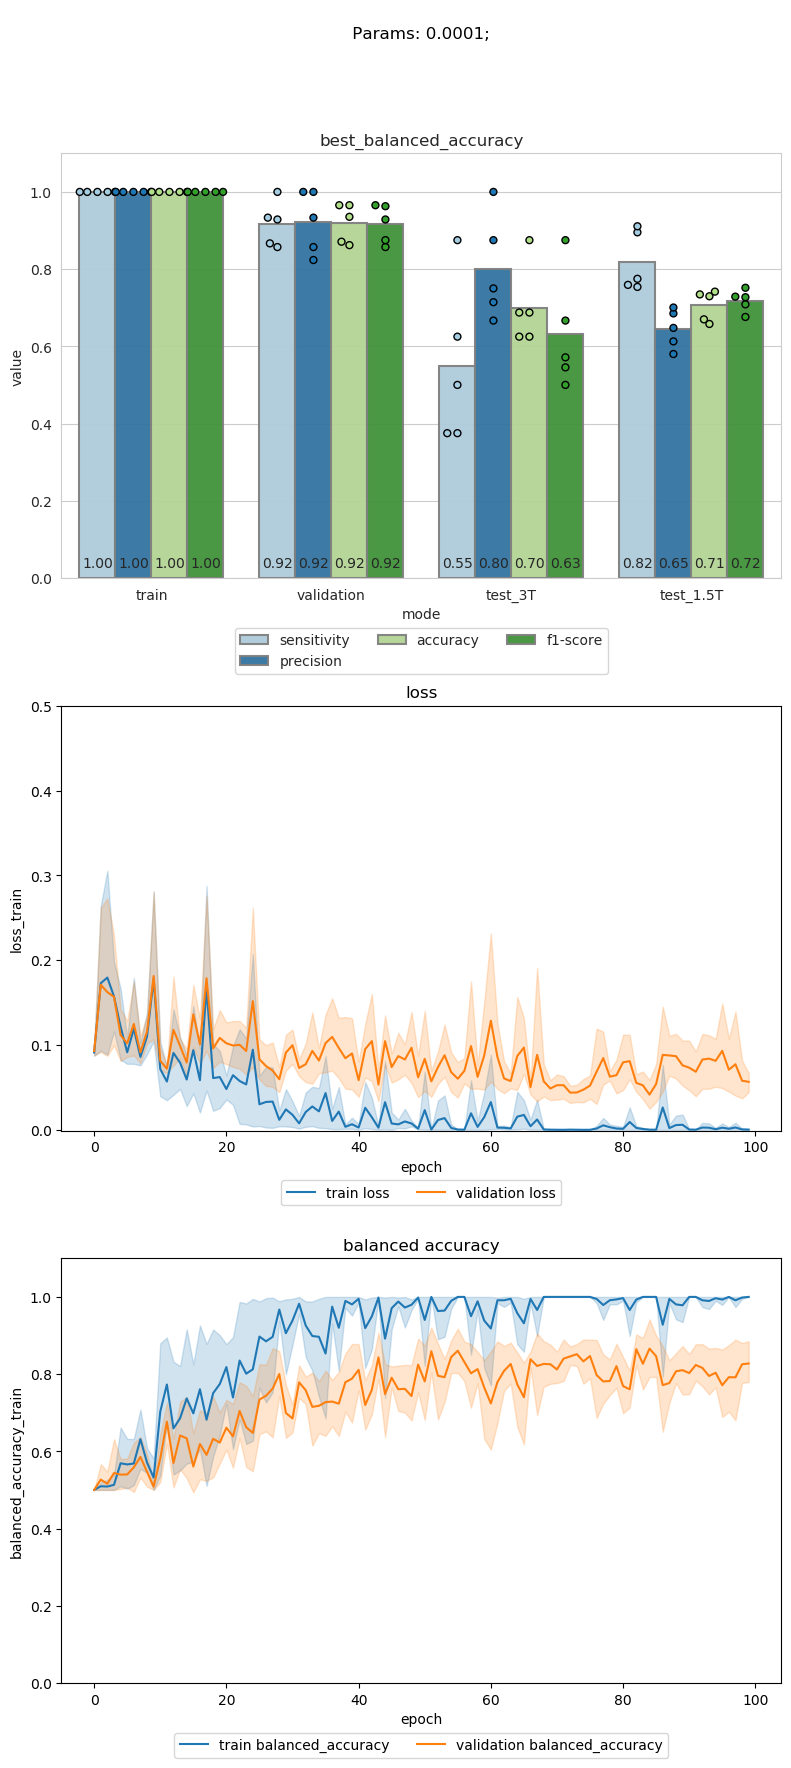 Params: 0.0001;
best_balanced_accuracy
value
1.0
0.8
0.6
0.4
0.2
0.0
1.00 1.00 1.00 1.00 0.92 0.92 0.92 0.92 0.55 0.80 0.70 0.63 0.82 0.65 0.71 0.72
train validation test_3T test_1.5T
mode
sensitivity accuracy f1-score
precision
loss
loss_train
0.5
0.4
0.3
0.2
0.1
0.0
0 20 40 60 80 100
epoch
train loss validation loss
balanced accuracy
balanced_accuracy_train
1.0
0.8
0.6
0.4
0.2
0.0
0 20 40 60 80 100
epoch
train balanced_accuracy validation balanced_accuracy